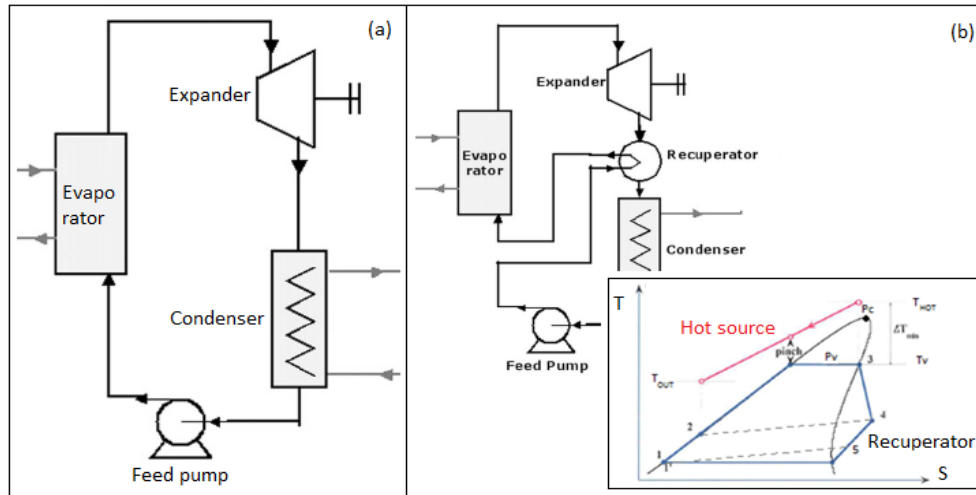 (a)
Expander
Evapo
rator
Condenser
Feed pump
(b)
Expander
Recuperator
Evapo
rator
Condenser
Feed Pump
T
Hot source
Pc
T_HOT
ΔT_min
pinch
Pv
3
Tv
T_OUT
2
4
Recuperator
5
1
1'
S